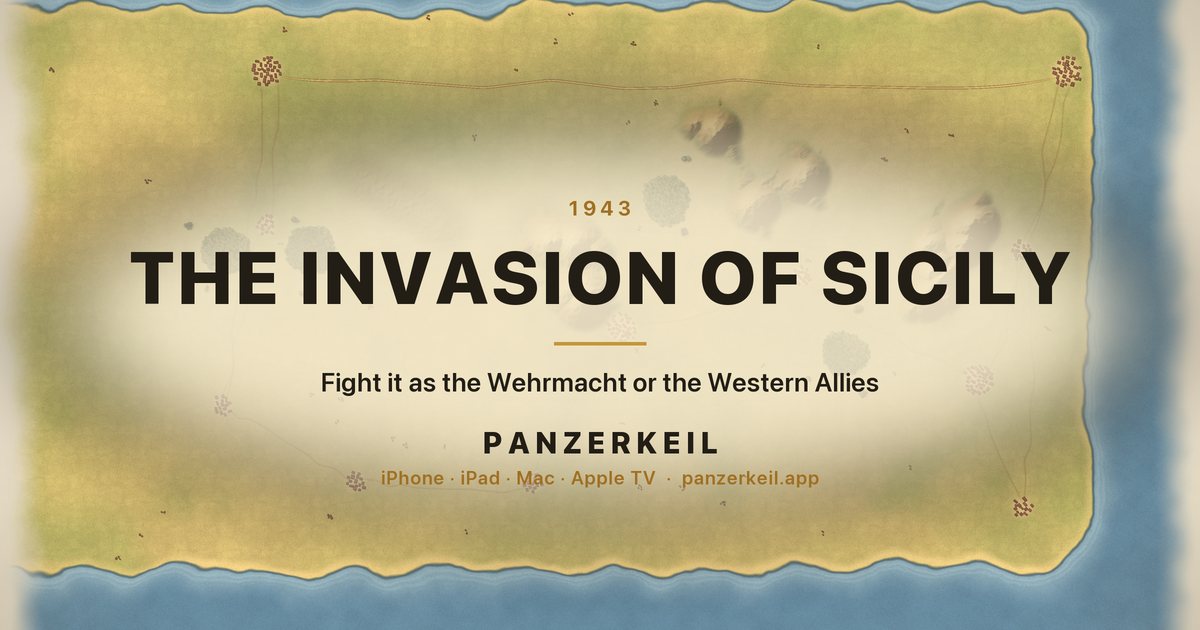 1943
THE INVASION OF SICILY
Fight it as the Wehrmacht or the Western Allies
PANZERKEIL
iPhone · iPad · Mac · Apple TV · panzerkeil.app